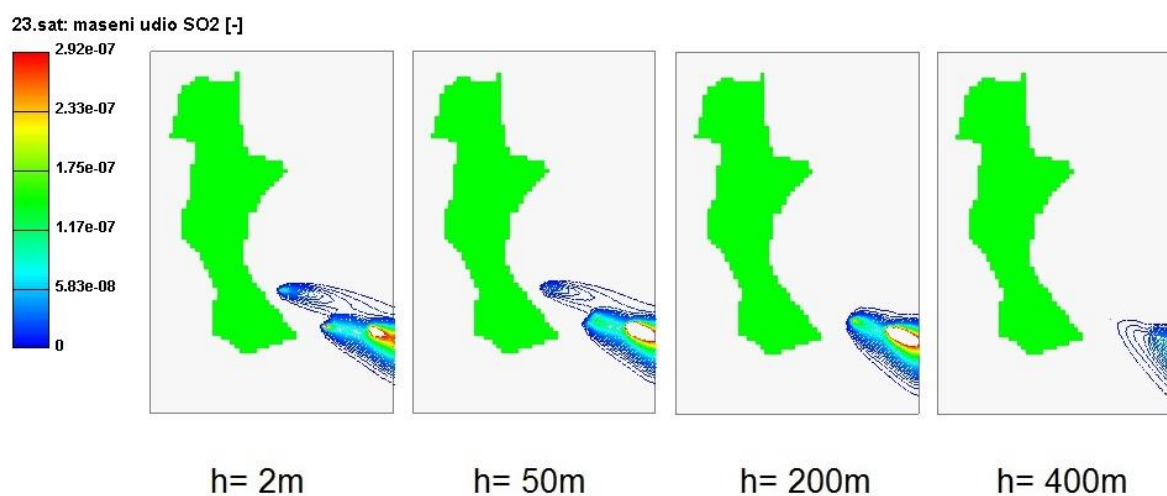 23.sat: maseni udio SO2 [-]
2.92e-07
2.33e-07
1.75e-07
1.17e-07
5.83e-08
0
h= 2m
h= 50m
h= 200m
h= 400m